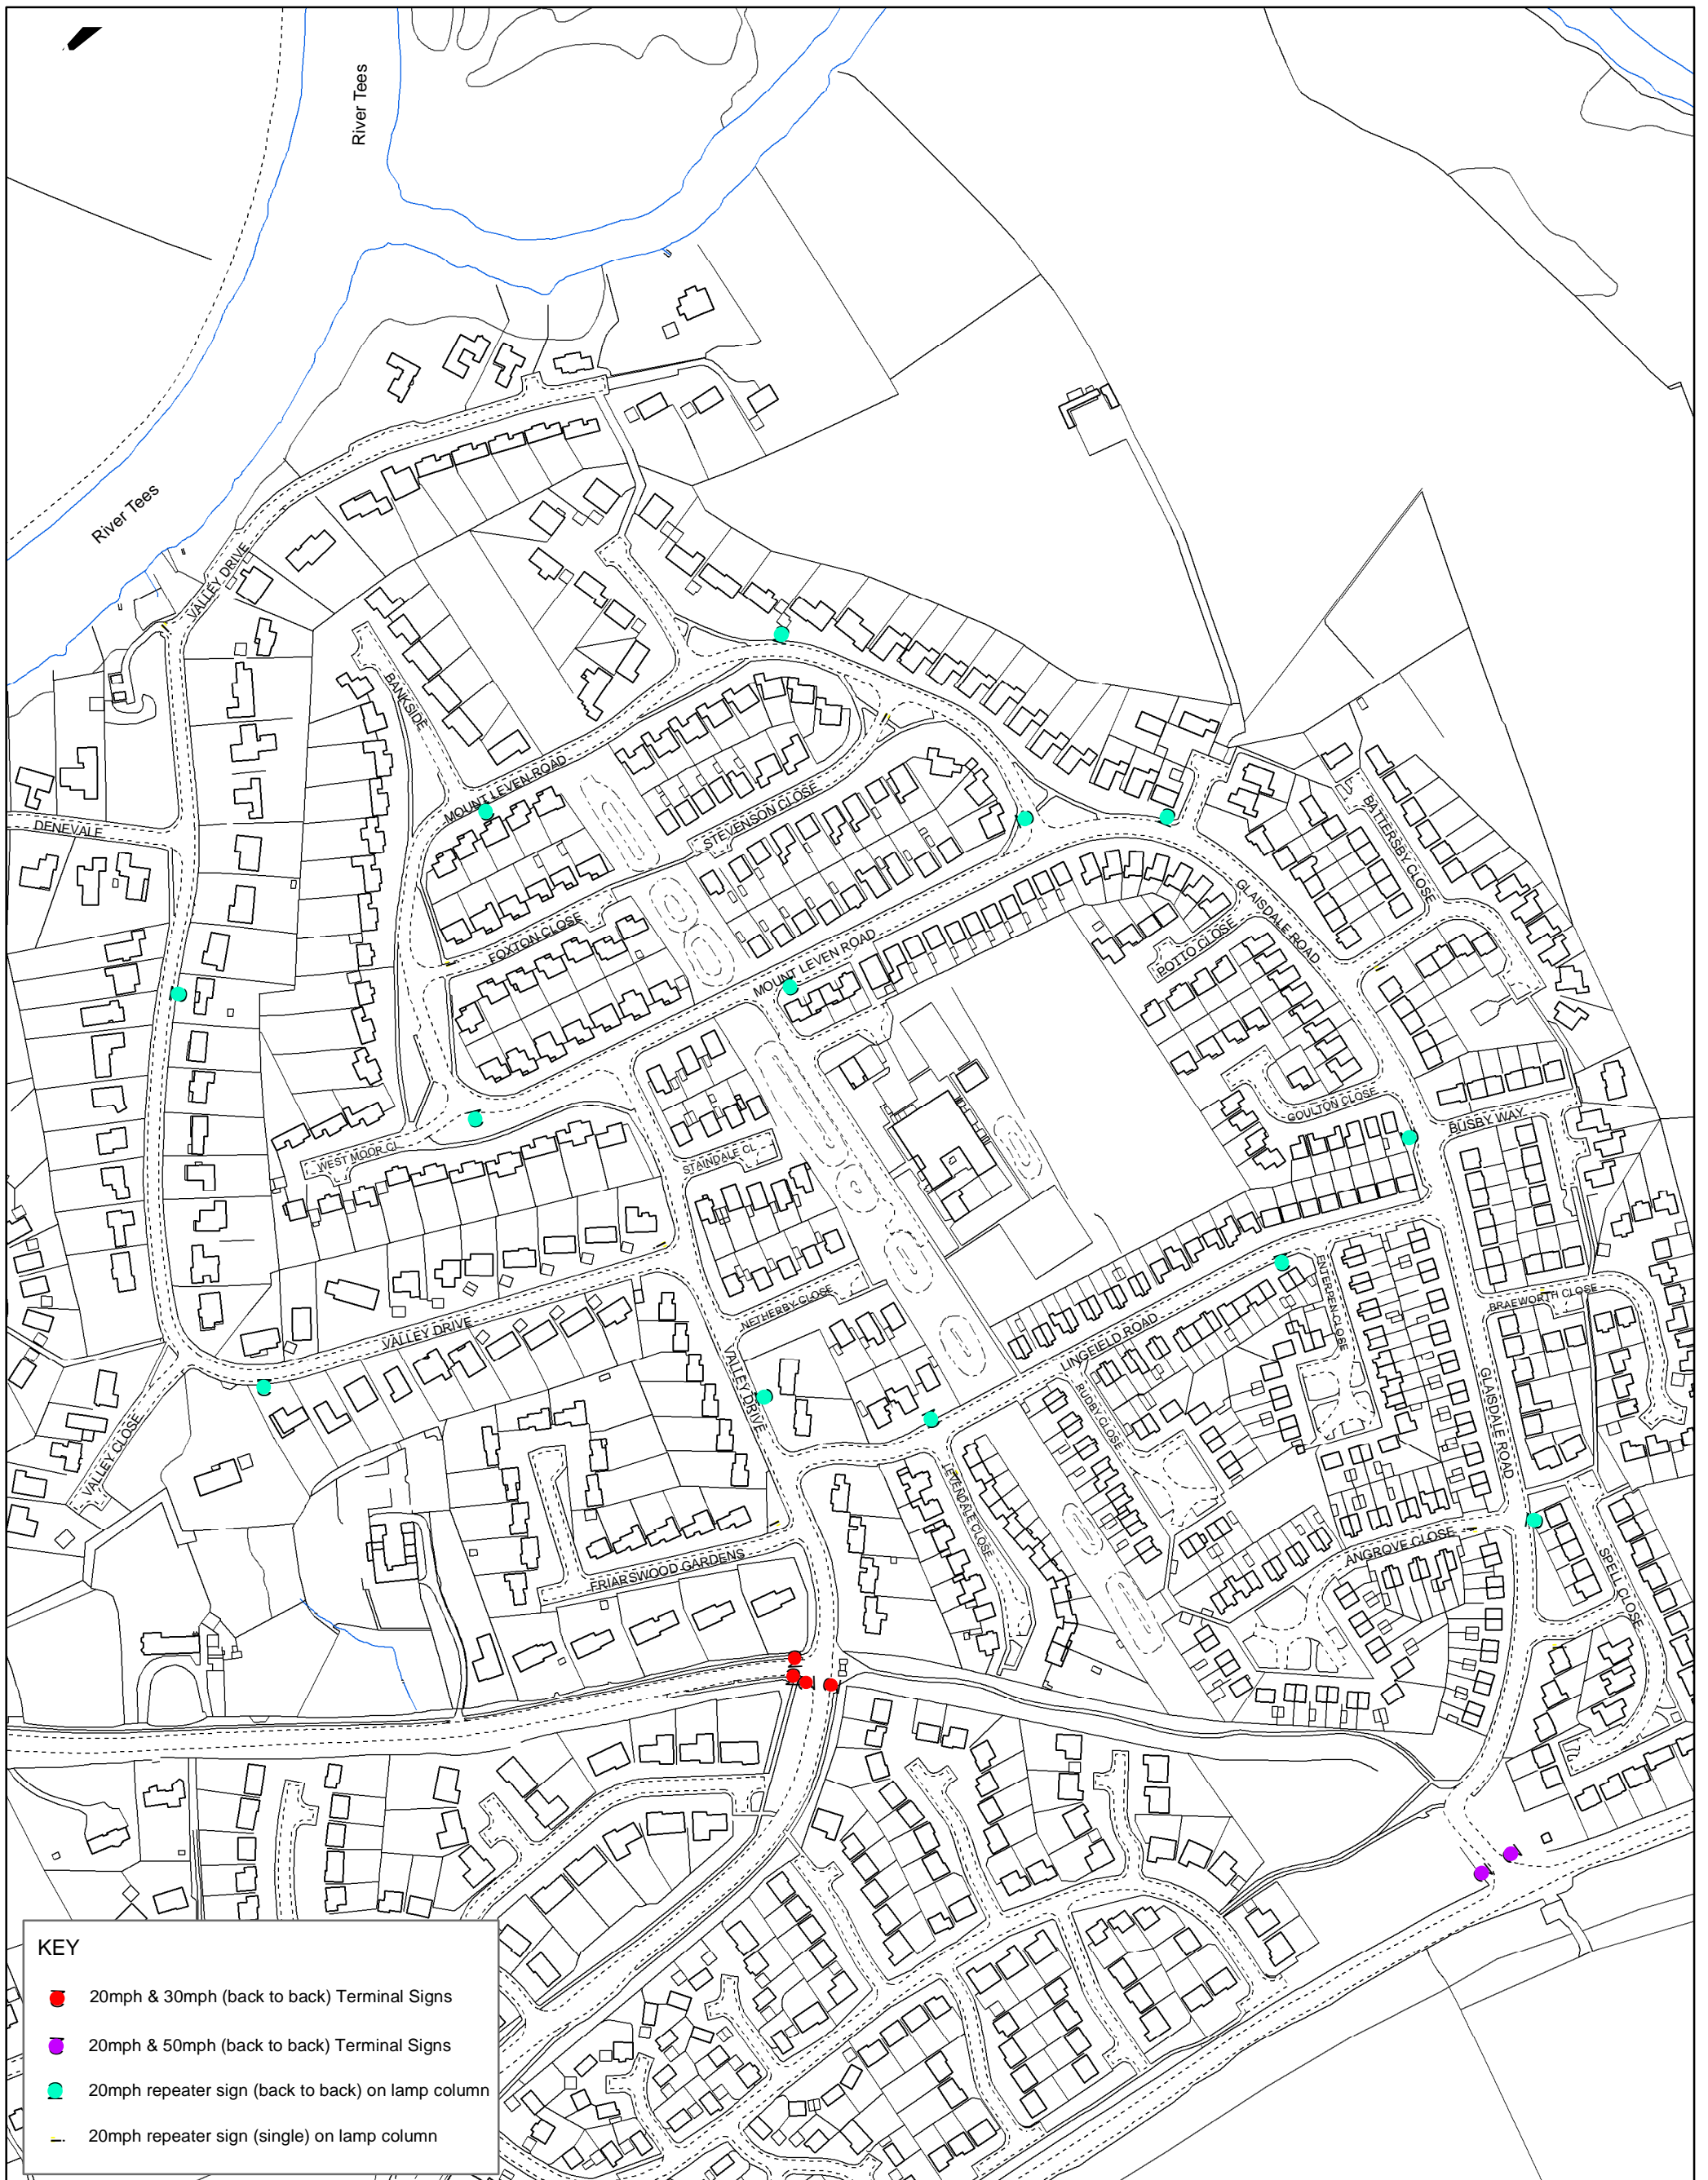 River Tees
River Tees
VALLEY DRIVE
BANKSIDE
DENEVALE
MOUNT LEVEN ROAD
STEVENSON CLOSE
BATTERSBY CLOSE
FOXTON CLOSE
GLAISDALE ROAD
POTTO CLOSE
MOUNT LEVEN ROAD
GOULTON CLOSE
BUSBY WAY
WEST MOOR CL
STAINDALE CL
NETHERBY CLOSE
ENTERPEN CLOSE
BRAEWORTH CLOSE
VALLEY DRIVE
LINGFIELD ROAD
VALLEY DRIVE
RUDBY CLOSE
GLAISDALE ROAD
VALLEY CLOSE
LEVENDALE CLOSE
ANGROVE CLOSE
FRIARSWOOD GARDENS
SPELL CLOSE
KEY
20mph & 30mph (back to back) Terminal Signs
20mph & 50mph (back to back) Terminal Signs
20mph repeater sign (back to back) on lamp column
20mph repeater sign (single) on lamp column